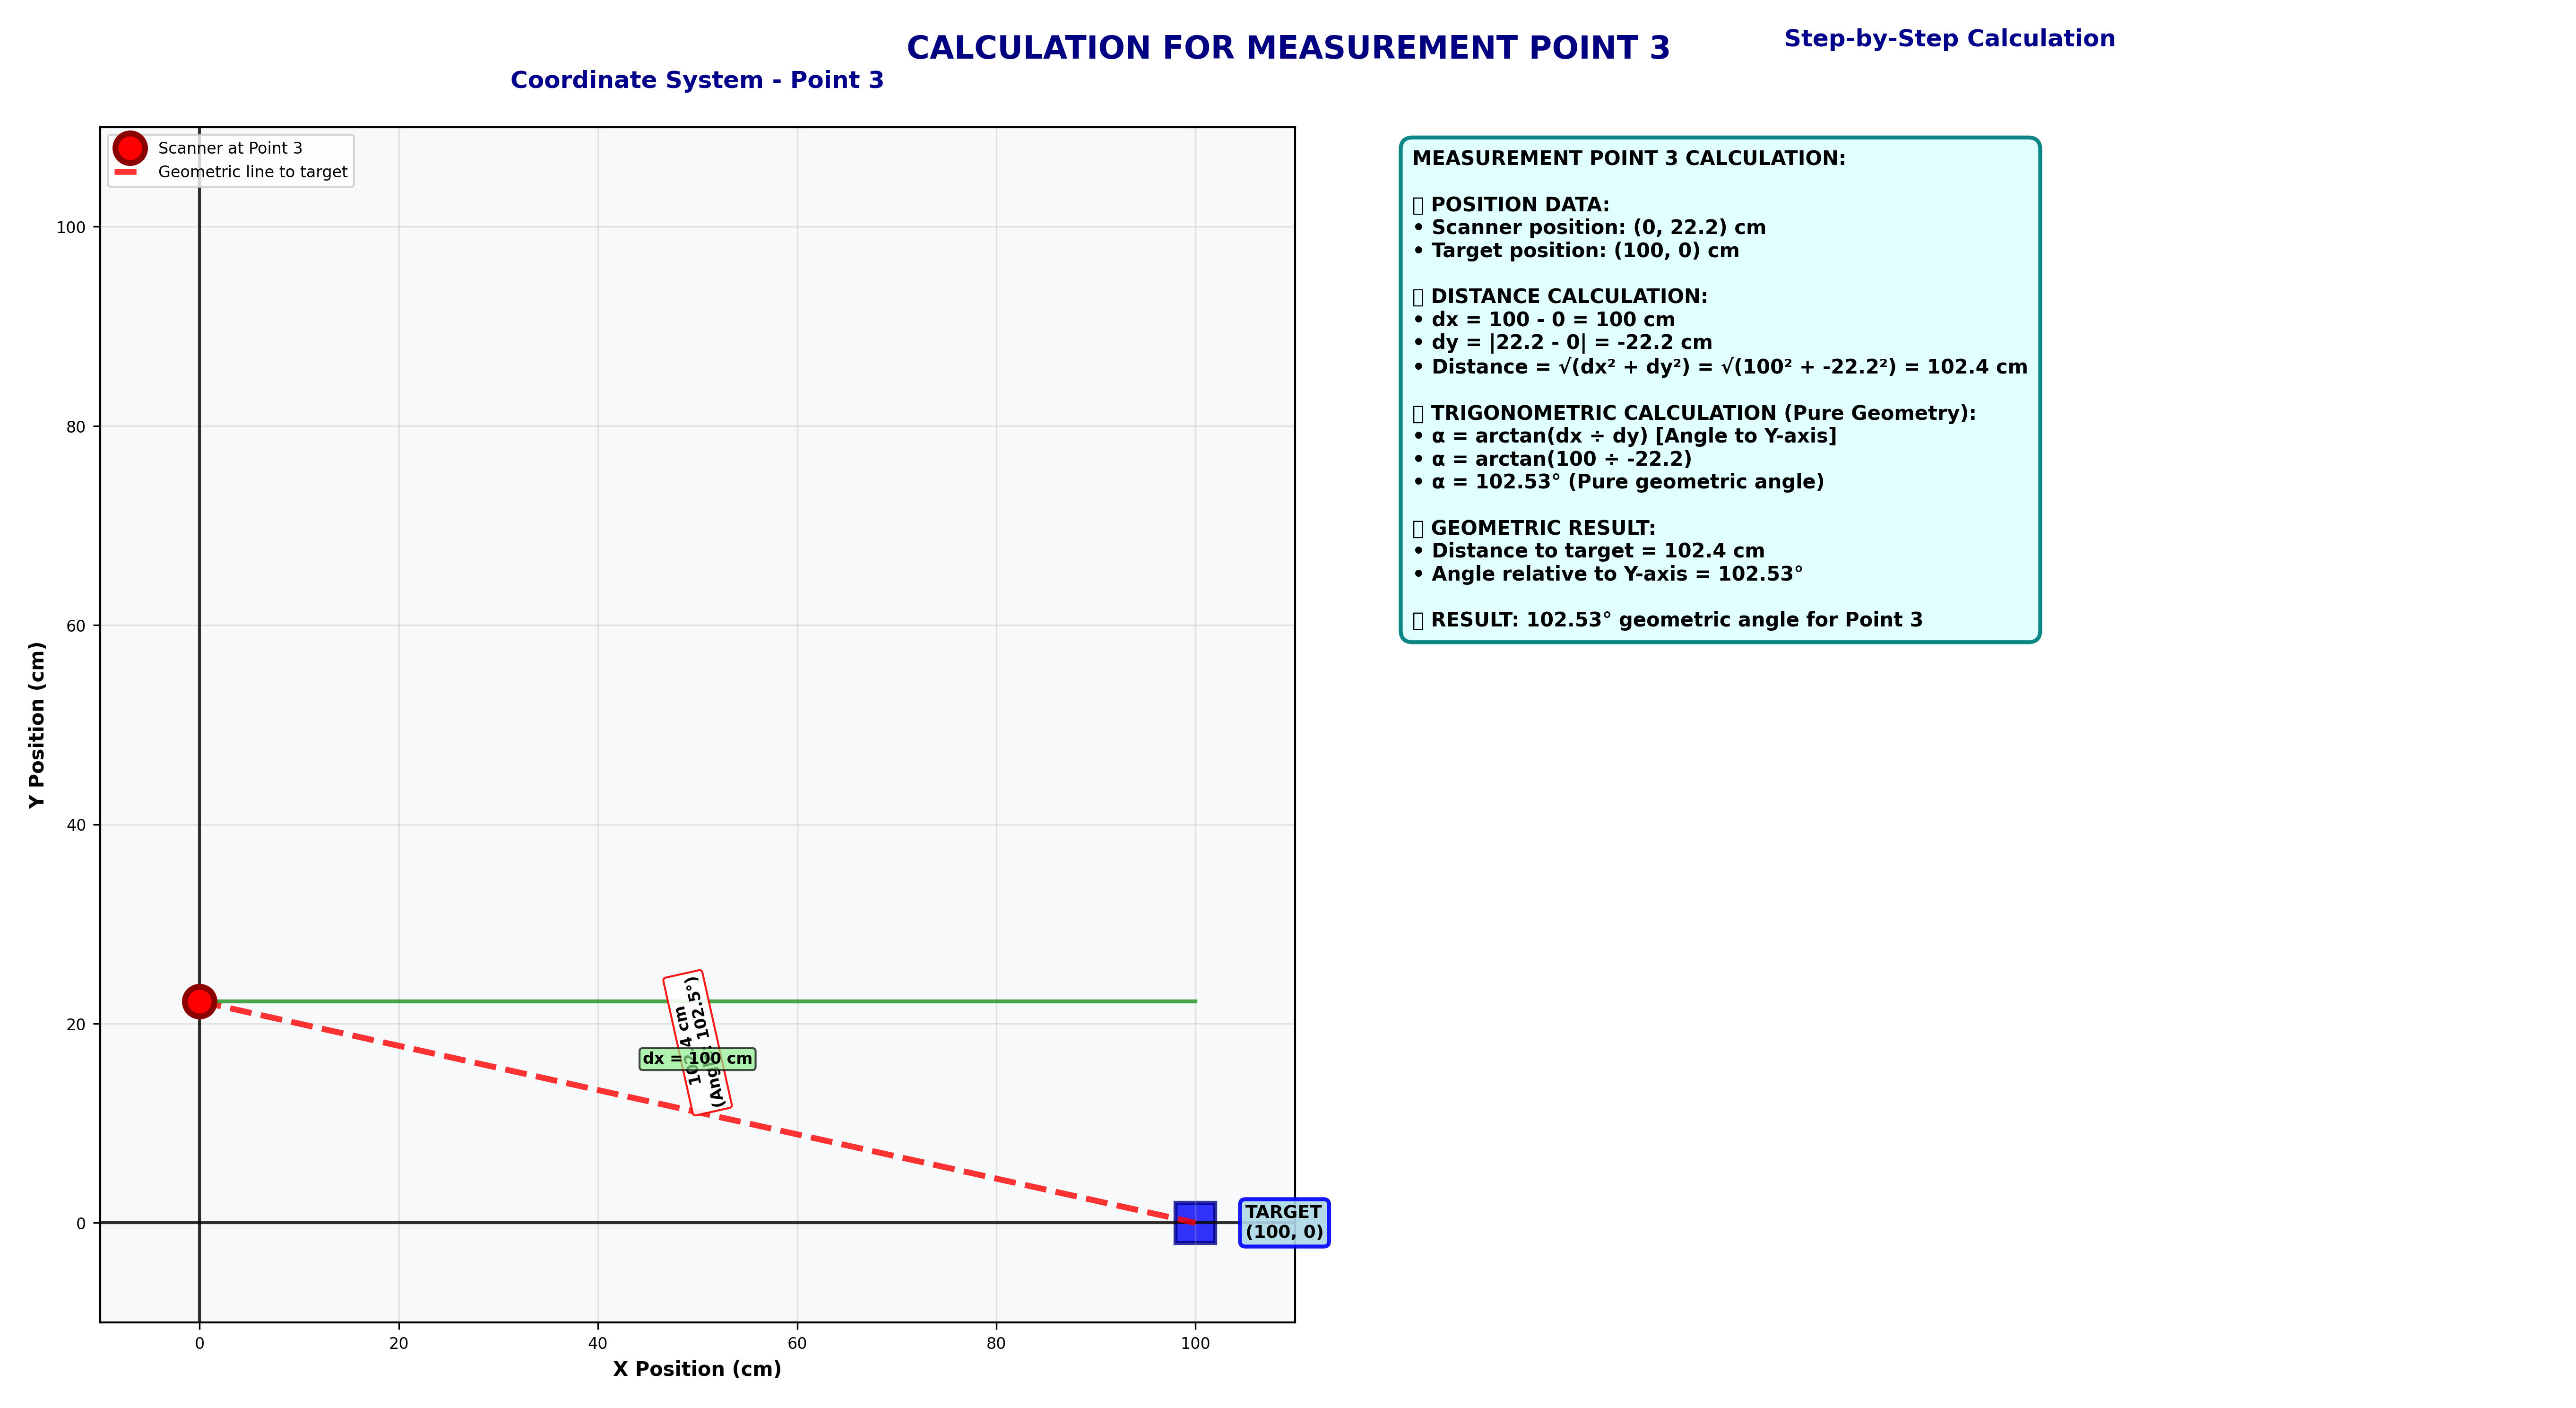 CALCULATION FOR MEASUREMENT POINT 3
Step-by-Step Calculation
Coordinate System - Point 3
Scanner at Point 3
Geometric line to target
100
80
60
40
20
0
Y Position (cm)
102.4 cm
(Angle: 102.5°)
dx = 100 cm
TARGET
(100, 0)
0
20
40
60
80
100
X Position (cm)
MEASUREMENT POINT 3 CALCULATION:
POSITION DATA:
• Scanner position: (0, 22.2) cm
• Target position: (100, 0) cm
DISTANCE CALCULATION:
• dx = 100 - 0 = 100 cm
• dy = |22.2 - 0| = -22.2 cm
• Distance = √(dx² + dy²) = √(100² + -22.2²) = 102.4 cm
TRIGONOMETRIC CALCULATION (Pure Geometry):
• α = arctan(dx ÷ dy) [Angle to Y-axis]
• α = arctan(100 ÷ -22.2)
• α = 102.53° (Pure geometric angle)
GEOMETRIC RESULT:
• Distance to target = 102.4 cm
• Angle relative to Y-axis = 102.53°
RESULT: 102.53° geometric angle for Point 3